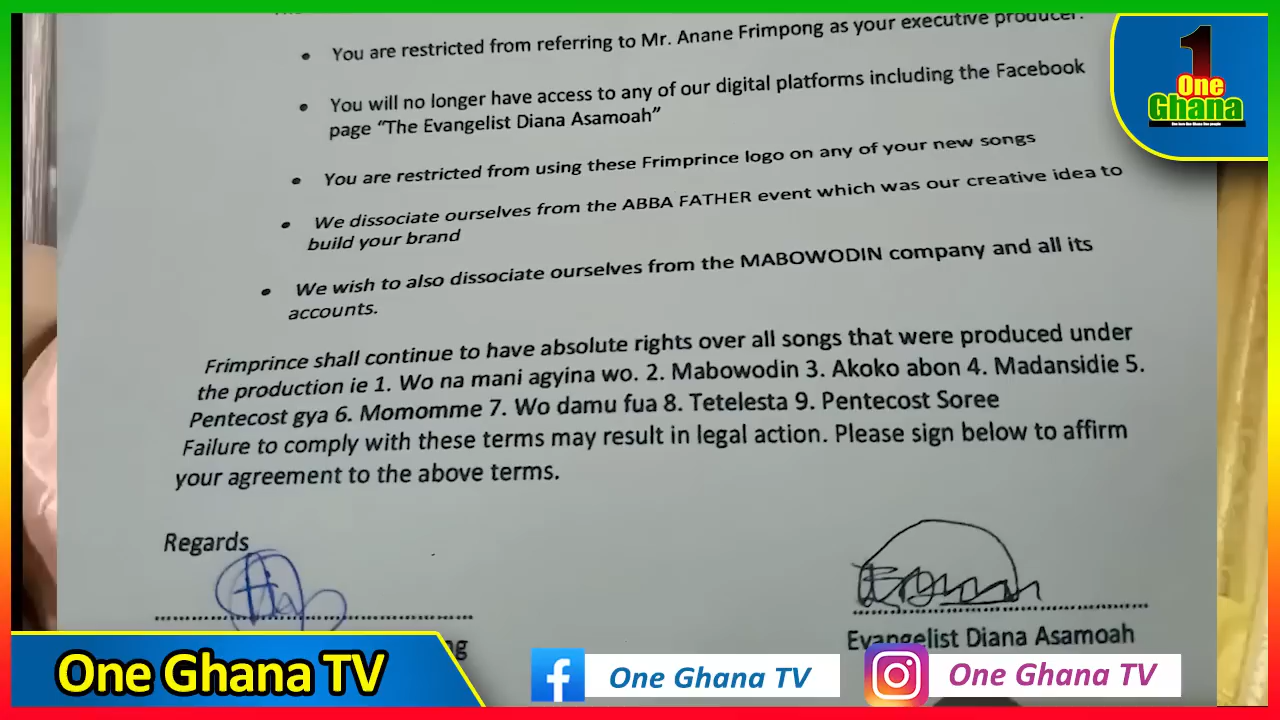 You are restricted from referring to Mr. Anane Frimpong as your executive producer.
You will no longer have access to any of our digital platforms including the Facebook
page "The Evangelist Diana Asamoah"
You are restricted from using these Frimprince logo on any of your new songs
We dissociate ourselves from the ABBA FATHER event which was our creative idea to
build your brand
We wish to also dissociate ourselves from the MABOWODIN company and all its
accounts.
Frimprince shall continue to have absolute rights over all songs that were produced under
the production ie 1. Wo na mani agyina wo. 2. Mabowodin 3. Akoko abon 4. Madansidie 5.
Pentecost gya 6. Momomme 7. Wo damu fua 8. Tetelesta 9. Pentecost Soree
Failure to comply with these terms may result in legal action. Please sign below to affirm
your agreement to the above terms.
Regards
Evangelist Diana Asamoah
1
One
Ghana
One Ghana TV
One Ghana TV
One Ghana TV